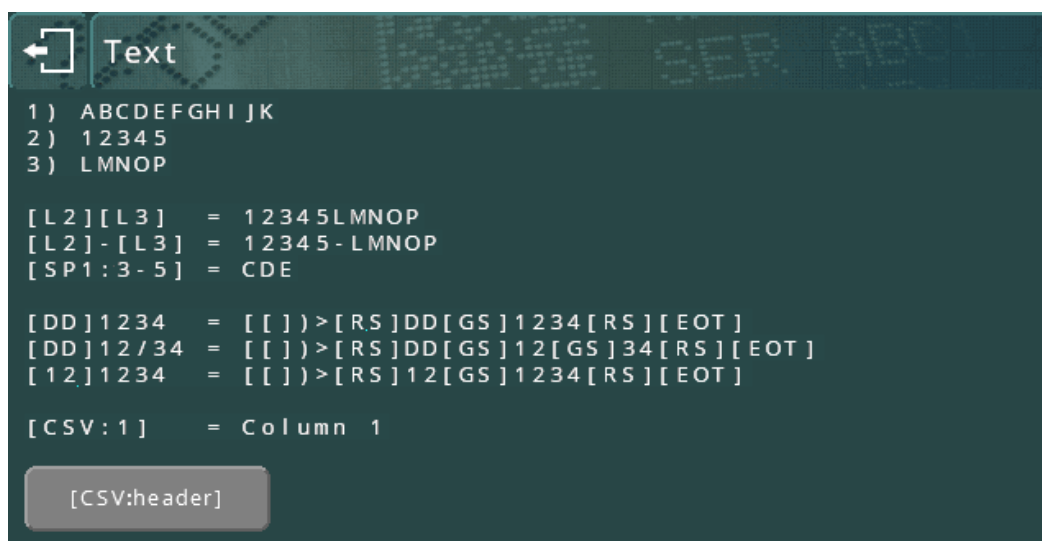 Text
SER ABC
1) ABCDEFGHIJK
2) 12345
3) LMNOP
[L2][L3] = 12345LMNOP
[L2]-[L3] = 12345-LMNOP
[SP1:3-5] = CDE
[DD]1234 = [[])>[RS]DD[GS]1234[RS][EOT]
[DD]12/34 = [[])>[RS]DD[GS]12[GS]34[RS][EOT]
[12]1234 = [[])>[RS]12[GS]1234[RS][EOT]
[CSV:1] = Column 1
[CSV:header]